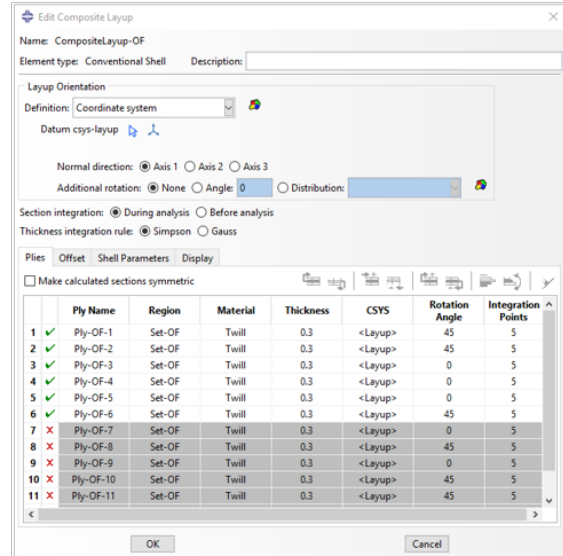 Edit Composite Layup
Name: CompositeLayup-OF
Element type: Conventional Shell Description:
Layup Orientation
Definition: Coordinate system
Datum csys-layup
Normal direction: Axis 1 Axis 2 Axis 3
Additional rotation: None Angle: 0 Distribution:
Section integration: During analysis Before analysis
Thickness integration rule: Simpson Gauss
Plies Offset Shell Parameters Display
Make calculated sections symmetric
Ply Name Region Material Thickness CSYS Rotation Angle Integration Points
1 Ply-OF-1 Set-OF Twill 0.3 <Layup> 45 5
2 Ply-OF-2 Set-OF Twill 0.3 <Layup> 45 5
3 Ply-OF-3 Set-OF Twill 0.3 <Layup> 0 5
4 Ply-OF-4 Set-OF Twill 0.3 <Layup> 0 5
5 Ply-OF-5 Set-OF Twill 0.3 <Layup> 0 5
6 Ply-OF-6 Set-OF Twill 0.3 <Layup> 45 5
7 Ply-OF-7 Set-OF Twill 0.3 <Layup> 0 5
8 Ply-OF-8 Set-OF Twill 0.3 <Layup> 45 5
9 Ply-OF-9 Set-OF Twill 0.3 <Layup> 0 5
10 Ply-OF-10 Set-OF Twill 0.3 <Layup> 45 5
11 Ply-OF-11 Set-OF Twill 0.3 <Layup> 45 5
OK Cancel